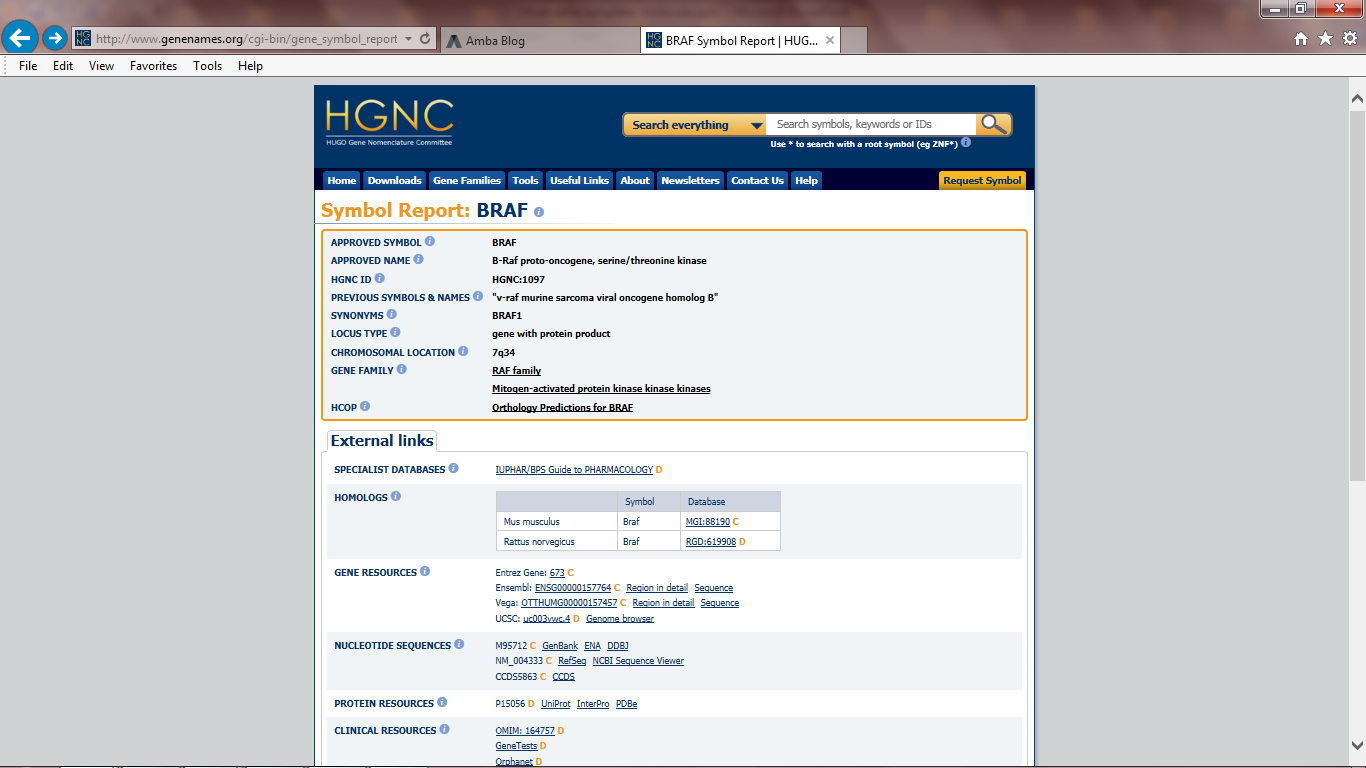 http://www.genenames.org/cgi-bin/gene_symbol_report
Amba Blog
BRAF Symbol Report | HUG...
File Edit View Favorites Tools Help
HGNC
HUGO Gene Nomenclature Committee
Search everything
Search symbols, keywords or IDs
Use * to search with a root symbol (eg ZNF*)
Home Downloads Gene Families Tools Useful Links About Newsletters Contact Us Help Request Symbol
Symbol Report: BRAF
APPROVED SYMBOL BRAF
APPROVED NAME B-Raf proto-oncogene, serine/threonine kinase
HGNC ID HGNC:1097
PREVIOUS SYMBOLS & NAMES "v-raf murine sarcoma viral oncogene homolog B"
SYNONYMS BRAF1
LOCUS TYPE gene with protein product
CHROMOSOMAL LOCATION 7q34
GENE FAMILY RAF family
Mitogen-activated protein kinase kinase kinases
HCOP Orthology Predictions for BRAF
External links
SPECIALIST DATABASES IUPHAR/BPS Guide to PHARMACOLOGY D
HOMOLOGS
Symbol Database
Mus musculus Braf MGI:88190 C
Rattus norvegicus Braf RGD:619908 D
GENE RESOURCES Entrez Gene: 673 C
Ensembl: ENSG00000157764 C Region in detail Sequence
Vega: OTTHUMG00000157457 C Region in detail Sequence
UCSC: uc003vwc.4 D Genome browser
NUCLEOTIDE SEQUENCES M95712 C GenBank ENA DDBJ
NM_004333 C RefSeq NCBI Sequence Viewer
CCDS5863 C CCDS
PROTEIN RESOURCES P15056 D UniProt InterPro PDBe
CLINICAL RESOURCES OMIM: 164757 D
GeneTests D
Orphanet D